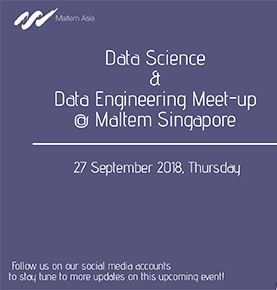 Maltem Asia
Data Science
&
Data Engineering Meet-up
@ Maltem Singapore
27 September 2018, Thursday
Follow us on our social media accounts
to stay tune to more updates on this upcoming event!